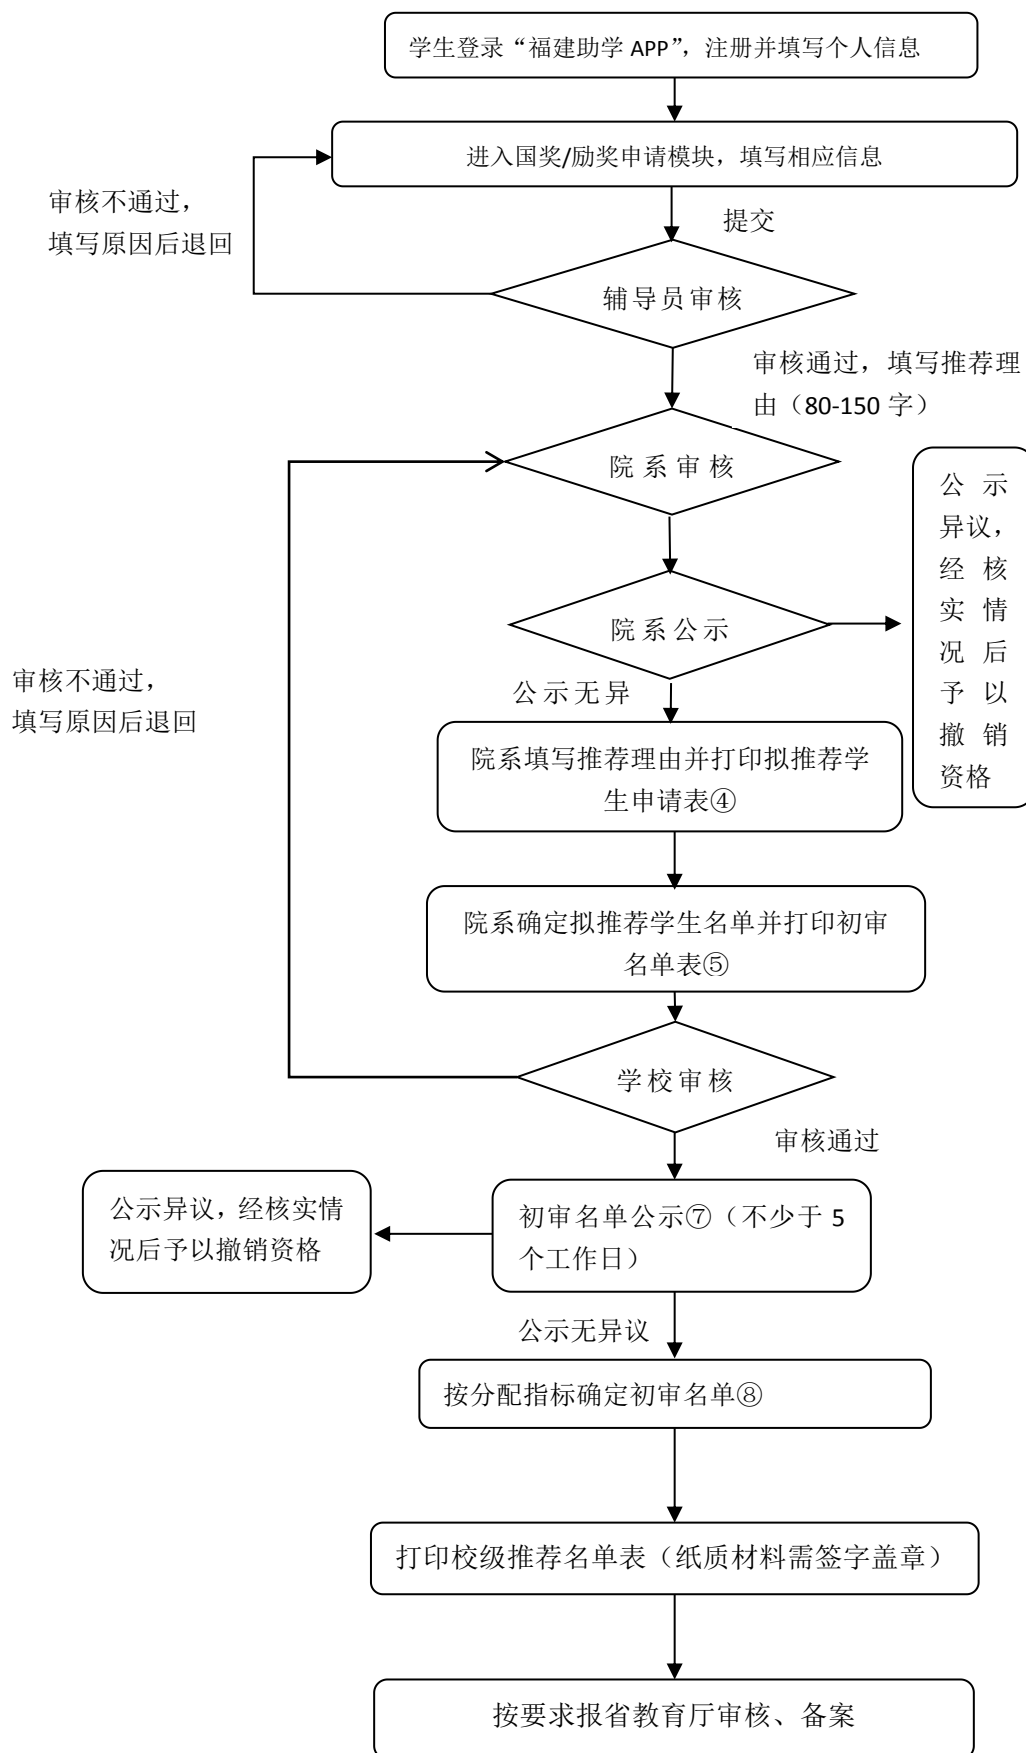 学生登录“福建助学 APP”，注册并填写个人信息
进入国奖/励奖申请模块，填写相应信息
审核不通过，
填写原因后退回
提交
辅导员审核
审核通过，填写推荐理
由（80-150 字）
院系审核
公示
异议，
经核
实情
况后
予以
撤销
资格
院系公示
审核不通过，
填写原因后退回
公示无异
院系填写推荐理由并打印拟推荐学
生申请表④
院系确定拟推荐学生名单并打印初审
名单表⑤
学校审核
审核通过
公示异议，经核实情
况后予以撤销资格
初审名单公示⑦（不少于 5
个工作日）
公示无异议
按分配指标确定初审名单⑧
打印校级推荐名单表（纸质材料需签字盖章）
按要求报省教育厅审核、备案